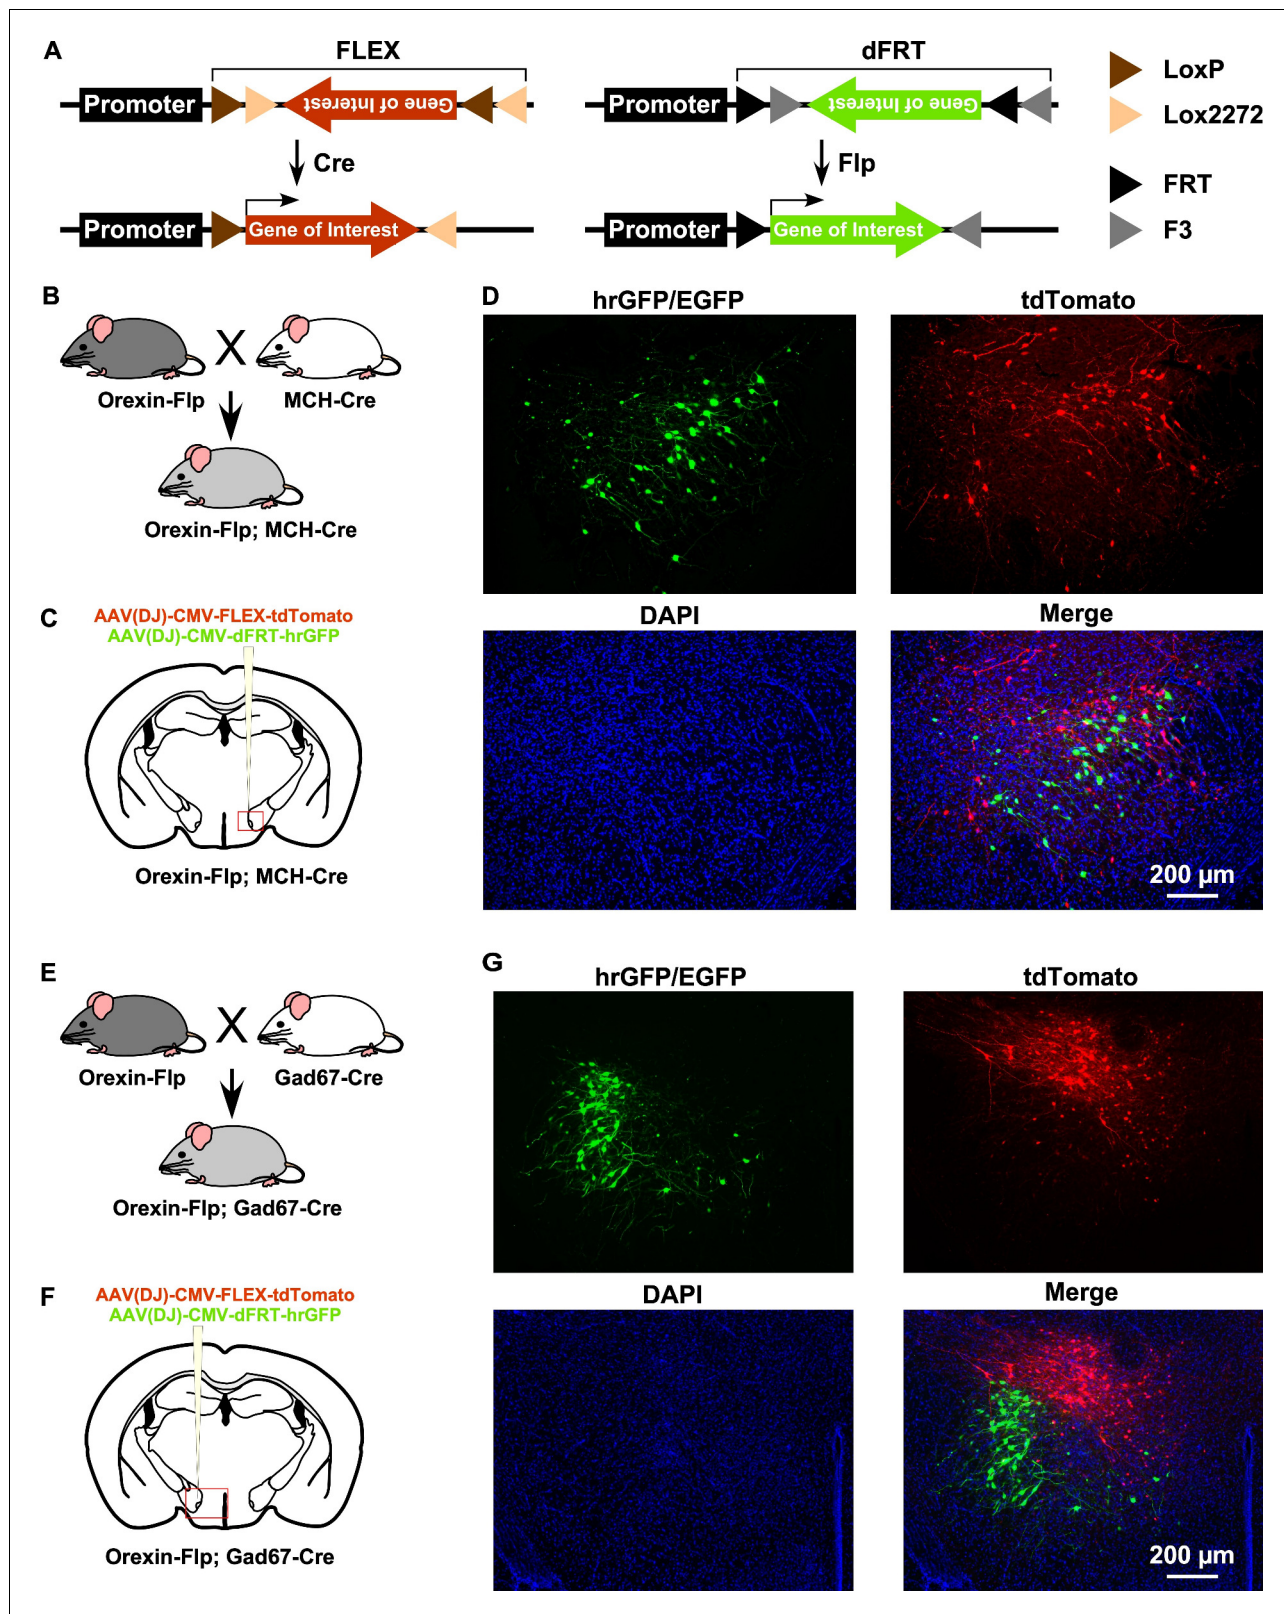 A
FLEX
dFRT
Promoter
Gene of Interest
Promoter
Gene of Interest
LoxP
Lox2272
Cre
Flp
FRT
F3
Promoter
Gene of Interest
Promoter
Gene of Interest
B
X
Orexin-Flp
MCH-Cre
Orexin-Flp; MCH-Cre
C
AAV(DJ)-CMV-FLEX-tdTomato
AAV(DJ)-CMV-dFRT-hrGFP
Orexin-Flp; MCH-Cre
D
hrGFP/EGFP
tdTomato
DAPI
Merge
200 µm
E
X
Orexin-Flp
Gad67-Cre
Orexin-Flp; Gad67-Cre
F
AAV(DJ)-CMV-FLEX-tdTomato
AAV(DJ)-CMV-dFRT-hrGFP
Orexin-Flp; Gad67-Cre
G
hrGFP/EGFP
tdTomato
DAPI
Merge
200 µm